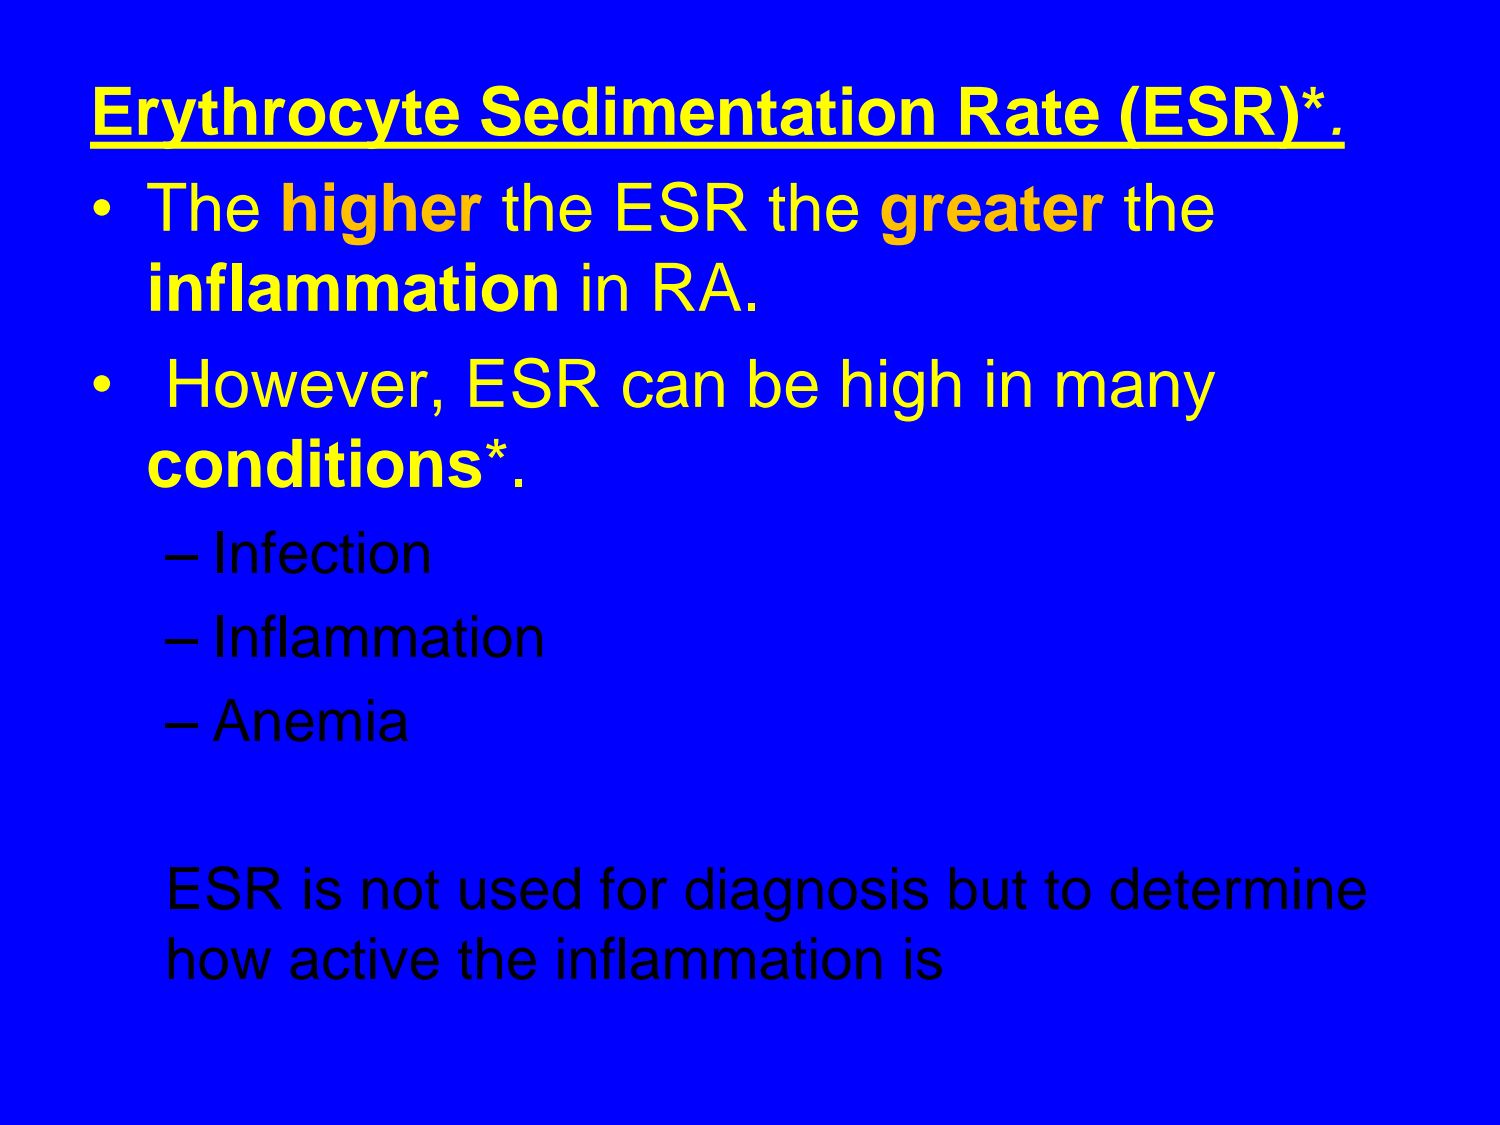 Erythrocyte Sedimentation Rate (ESR)*.
• The higher the ESR the greater the
inflammation in RA.
• However, ESR can be high in many
conditions*.
– Infection
– Inflammation
– Anemia
ESR is not used for diagnosis but to determine
how active the inflammation is